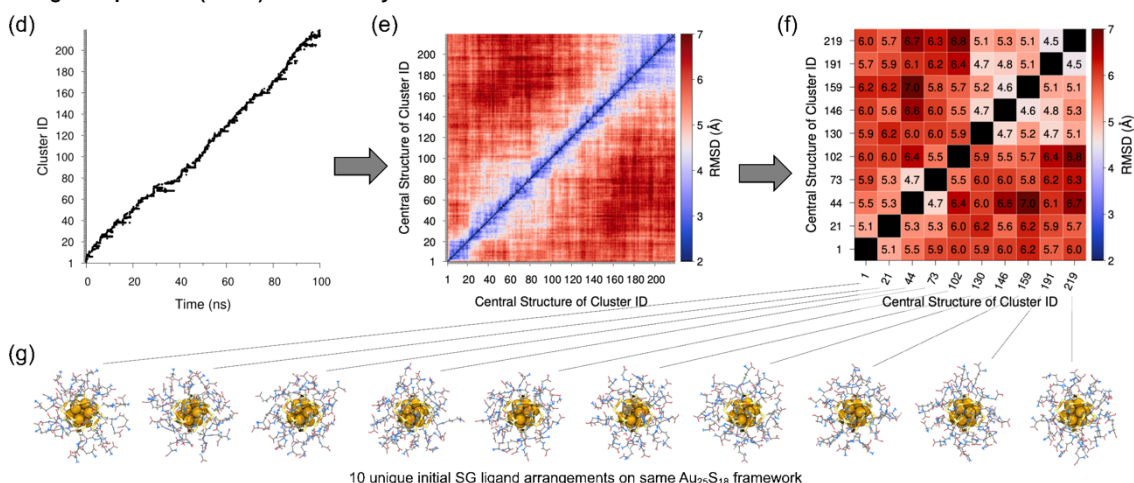 (d)
Cluster ID
220
200
180
160
140
120
100
80
60
40
20
1
0 20 40 60 80 100
Time (ns)
(e)
Central Structure of Cluster ID
200
180
160
140
120
100
80
60
40
20
1
1 20 40 60 80 100 120 140 160 180 200
Central Structure of Cluster ID
7
6
5
4
3
2
RMSD (Å)
(f)
Central Structure of Cluster ID
219 6.0 5.7 6.7 6.3 6.8 5.1 5.3 5.1 4.5
191 5.7 5.9 6.1 6.2 6.4 4.7 4.8 5.1 4.5
159 6.2 6.2 7.0 5.8 5.7 5.2 4.6 5.1 5.1
146 6.0 5.6 6.6 6.0 5.5 4.7 4.6 4.8 5.3
130 5.9 6.2 6.0 6.0 5.9 4.7 5.2 4.7 5.1
102 6.0 6.0 6.4 5.5 5.9 5.5 5.7 6.4 6.8
73 5.9 5.3 4.7 5.5 6.0 6.0 5.8 6.2 6.3
44 5.5 5.3 4.7 6.4 6.0 6.6 7.0 6.1 6.7
21 5.1 5.3 5.3 6.0 6.2 5.6 6.2 5.9 5.7
1 5.1 5.5 5.9 6.0 5.9 6.0 6.2 5.7 6.0
1 21 44 73 102 130 146 159 191 219
Central Structure of Cluster ID
7
6
5
4
3
2
RMSD (Å)
(g)
10 unique initial SG ligand arrangements on same Au₂₅S₁₈ framework